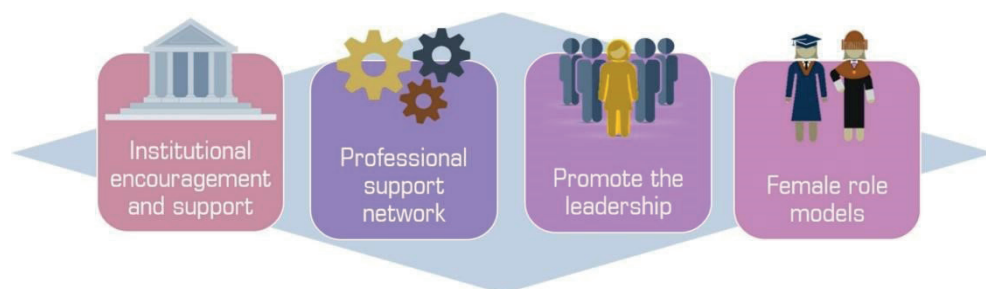 Institutional
encouragement
and support
Professional
support
network
Promote the
leadership
Female role
models